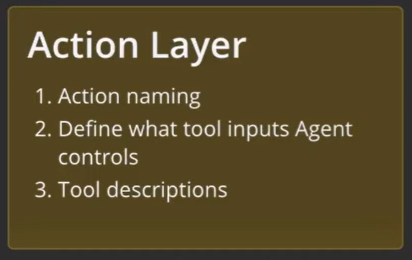 Action Layer
1. Action naming
2. Define what tool inputs Agent
controls
3. Tool descriptions